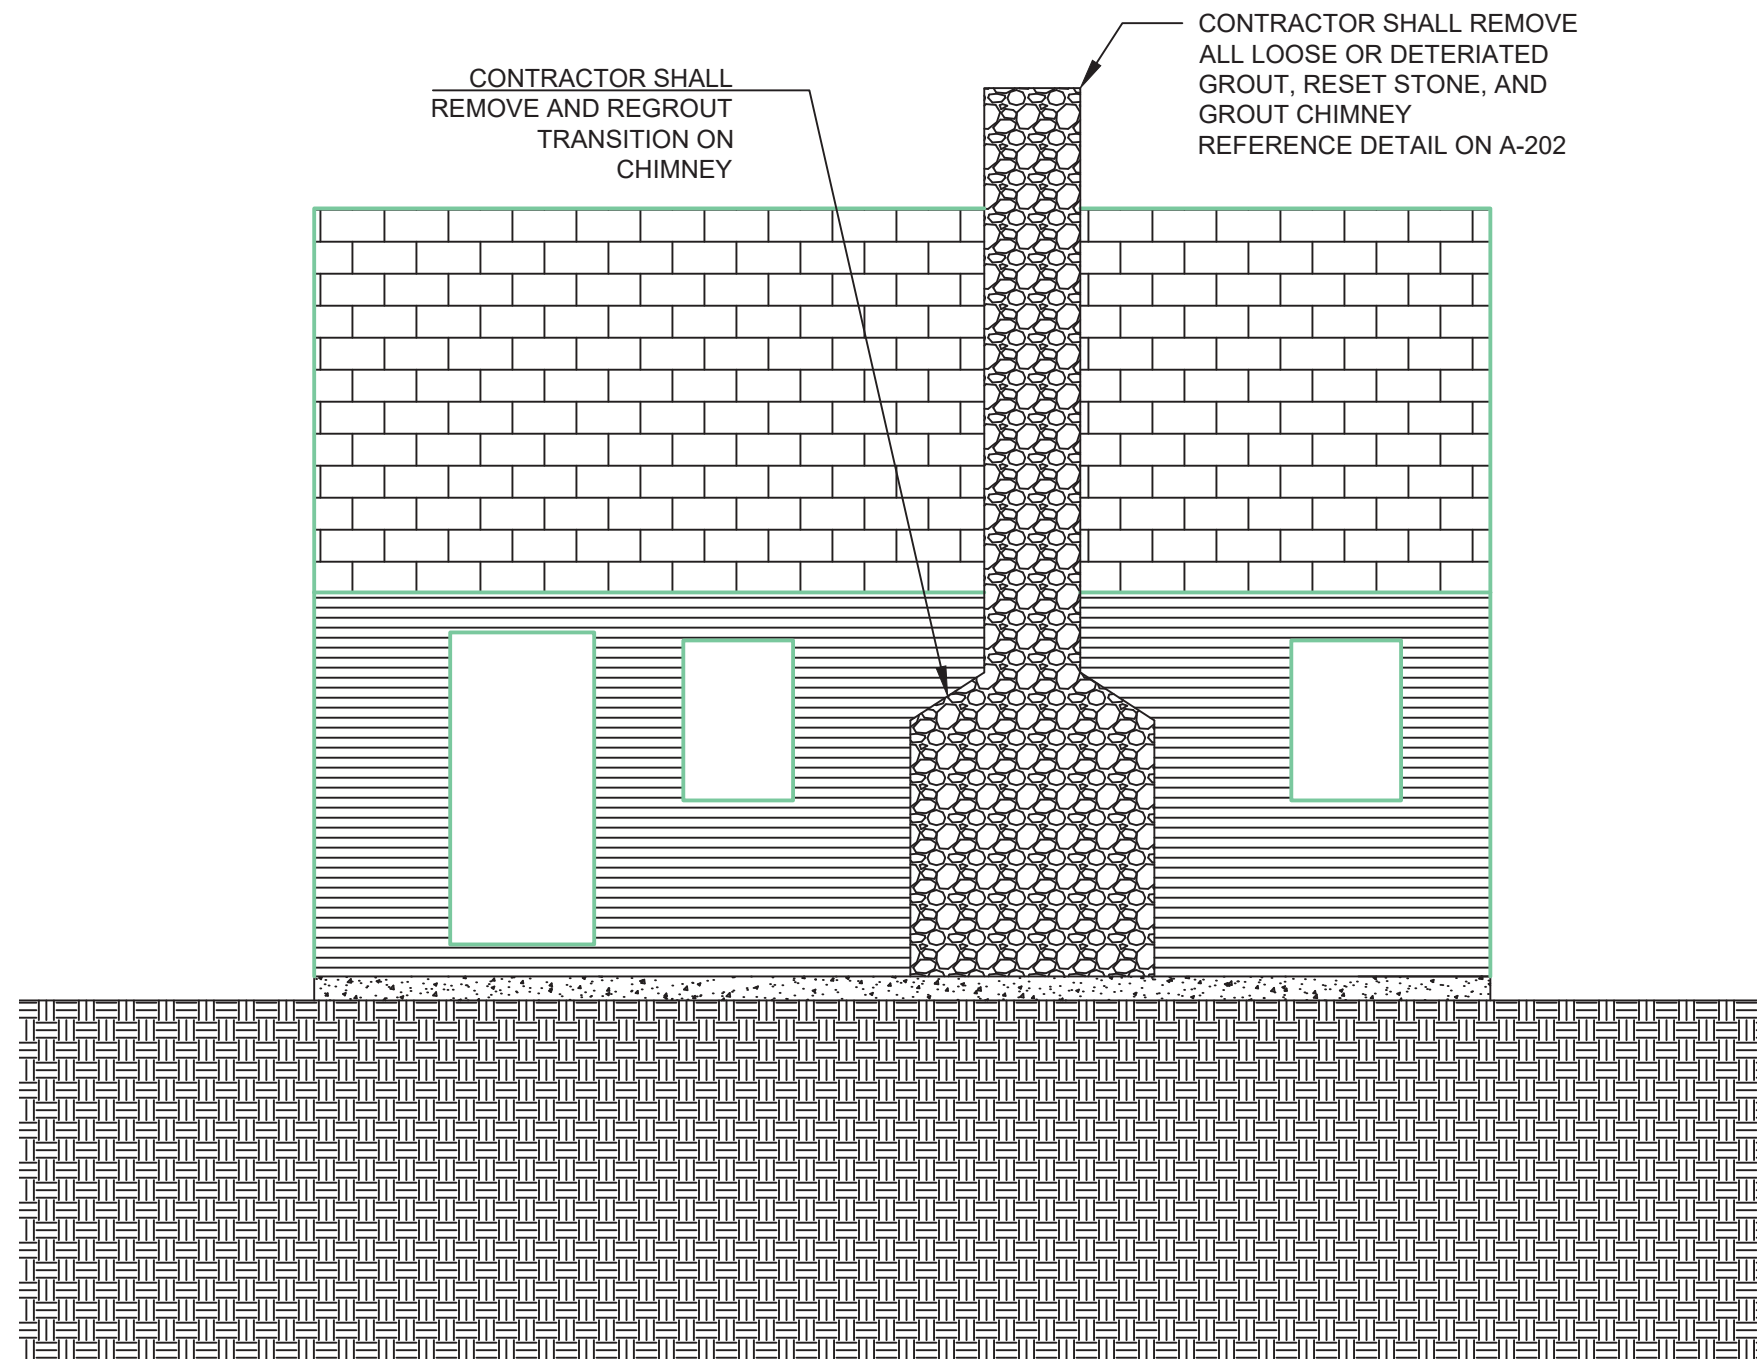 CONTRACTOR SHALL REMOVE
ALL LOOSE OR DETERIATED
GROUT, RESET STONE, AND
GROUT CHIMNEY
REFERENCE DETAIL ON A-202
CONTRACTOR SHALL
REMOVE AND REGROUT
TRANSITION ON
CHIMNEY